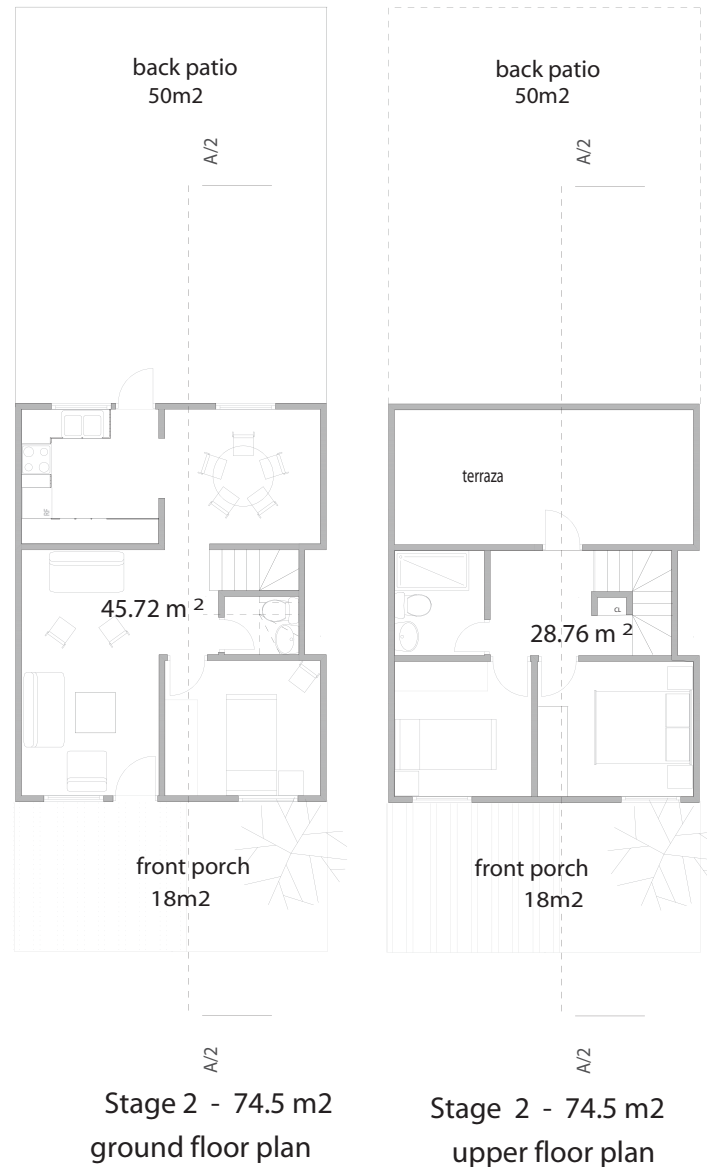 back patio
50m2
A/2
RF
45.72 m ²
front porch
18m2
A/2
Stage 2 - 74.5 m2
ground floor plan
back patio
50m2
A/2
terraza
CL
28.76 m ²
front porch
18m2
A/2
Stage 2 - 74.5 m2
upper floor plan